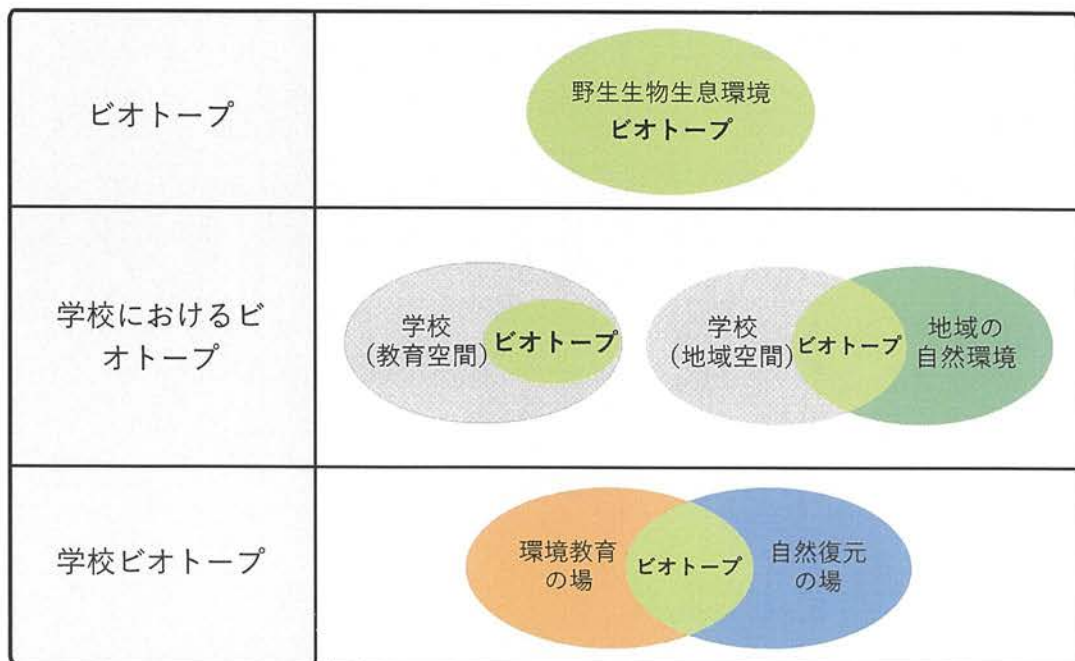 ビオトープ
野生生物生息環境
ビオトープ
学校におけるビ
オトープ
学校
(教育空間)
ビオトープ
学校
(地域空間)
ビオトープ
地域の
自然環境
学校ビオトープ
環境教育
の場
ビオトープ
自然復元
の場